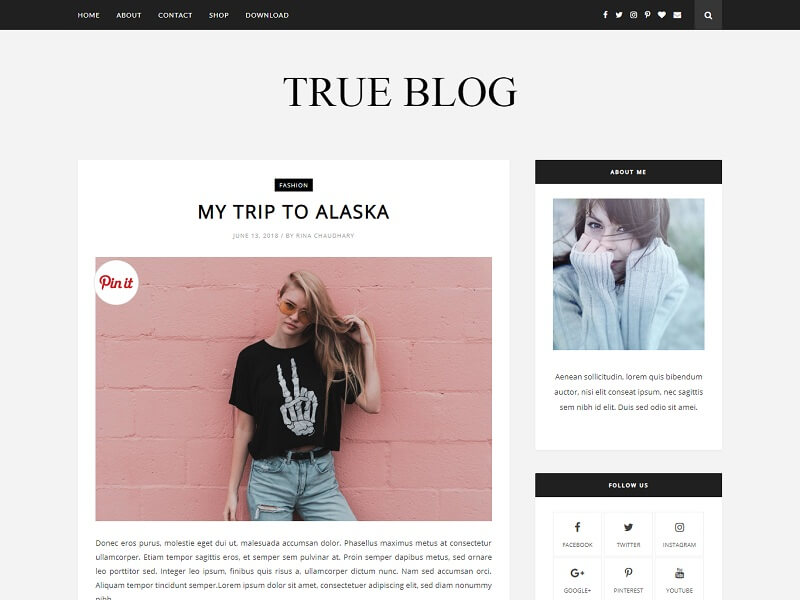 HOME ABOUT CONTACT SHOP DOWNLOAD
TRUE BLOG
FASHION
MY TRIP TO ALASKA
JUNE 13, 2018 / BY RINA CHAUDHARY
Pin it
Donec eros purus, molestie eget dui ut, malesuada accumsan dolor. Phasellus maximus metus at consectetur
ullamcorper. Etiam tempor sagittis eros, et semper sem pulvinar at. Proin semper dapibus metus, sed ornare
leo porttitor sed. Integer leo ipsum, finibus quis risus a, ullamcorper dictum nunc. Nam sed accumsan orci.
Aliquam tempor tincidunt semper.Lorem ipsum dolor sit amet, consectetuer adipiscing elit, sed diam nonummy
nibh
ABOUT ME
Aenean sollicitudin, lorem quis bibendum
auctor, nisi elit conseat ipsum, nec sagittis
sem nibh id elit. Duis sed odio sit amei.
FOLLOW US
FACEBOOK TWITTER INSTAGRAM
GOOGLE+ PINTEREST YOUTUBE